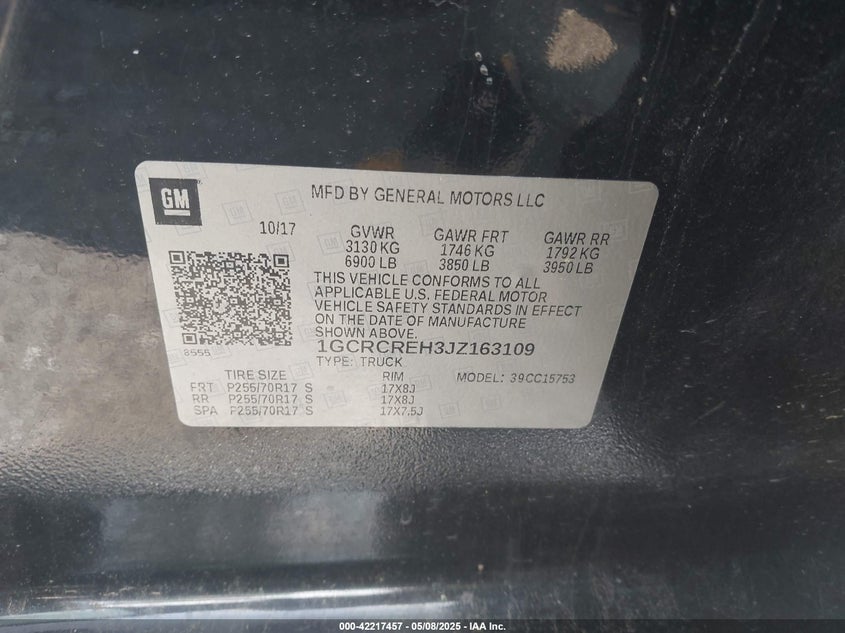 GM
MFD BY GENERAL MOTORS LLC
10/17 GVWR GAWR FRT GAWR RR
3130 KG 1746 KG 1792 KG
6900 LB 3850 LB 3950 LB
THIS VEHICLE CONFORMS TO ALL
APPLICABLE U.S. FEDERAL MOTOR
VEHICLE SAFETY STANDARDS IN EFFECT
ON THE DATE OF MANUFACTURE
SHOWN ABOVE.
8555
1GCRCREH3JZ163109
TYPE: TRUCK
TIRE SIZE RIM MODEL: 39CC15753
FRT P255/70R17 S 17X8J
RR P255/70R17 S 17X8J
SPA P255/70R17 S 17X7.5J
000-42217457 - 05/08/2025 - IAA Inc.